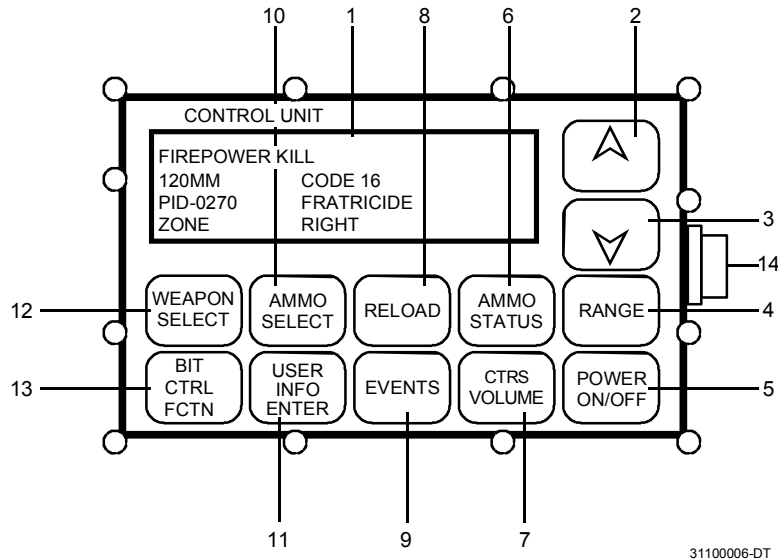 10 1 8 6 2
CONTROL UNIT
FIREPOWER KILL
120MM CODE 16
PID-0270 FRATRICIDE
ZONE RIGHT
3
14
12 WEAPON SELECT AMMO SELECT RELOAD AMMO STATUS RANGE 4
13 BIT CTRL FCTN USER INFO ENTER EVENTS CTRS VOLUME POWER ON/OFF 5
11 9 7
31100006-DT